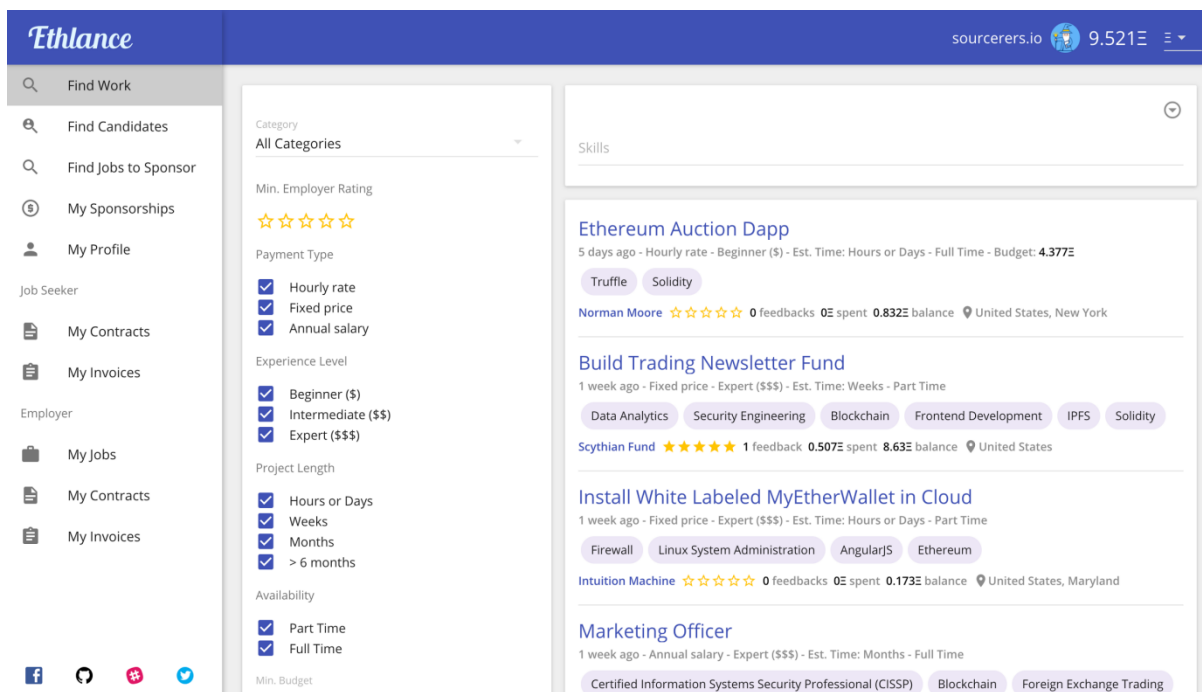 Ethlance
sourcerers.io 9.521Ξ Ξ
Find Work
Find Candidates
Find Jobs to Sponsor
My Sponsorships
My Profile
Job Seeker
My Contracts
My Invoices
Employer
My Jobs
My Contracts
My Invoices
Category
All Categories
Min. Employer Rating
Payment Type
Hourly rate
Fixed price
Annual salary
Experience Level
Beginner ($)
Intermediate ($$)
Expert ($$$)
Project Length
Hours or Days
Weeks
Months
> 6 months
Availability
Part Time
Full Time
Min. Budget
Skills
Ethereum Auction Dapp
5 days ago - Hourly rate - Beginner ($) - Est. Time: Hours or Days - Full Time - Budget: 4.377Ξ
Truffle Solidity
Norman Moore 0 feedbacks 0Ξ spent 0.832Ξ balance United States, New York
Build Trading Newsletter Fund
1 week ago - Fixed price - Expert ($$$) - Est. Time: Weeks - Part Time
Data Analytics Security Engineering Blockchain Frontend Development IPFS Solidity
Scythian Fund 1 feedback 0.507Ξ spent 8.63Ξ balance United States
Install White Labeled MyEtherWallet in Cloud
1 week ago - Fixed price - Expert ($$$) - Est. Time: Hours or Days - Part Time
Firewall Linux System Administration AngularJS Ethereum
Intuition Machine 0 feedbacks 0Ξ spent 0.173Ξ balance United States, Maryland
Marketing Officer
1 week ago - Annual salary - Expert ($$$) - Est. Time: Months - Full Time
Certified Information Systems Security Professional (CISSP) Blockchain Foreign Exchange Trading